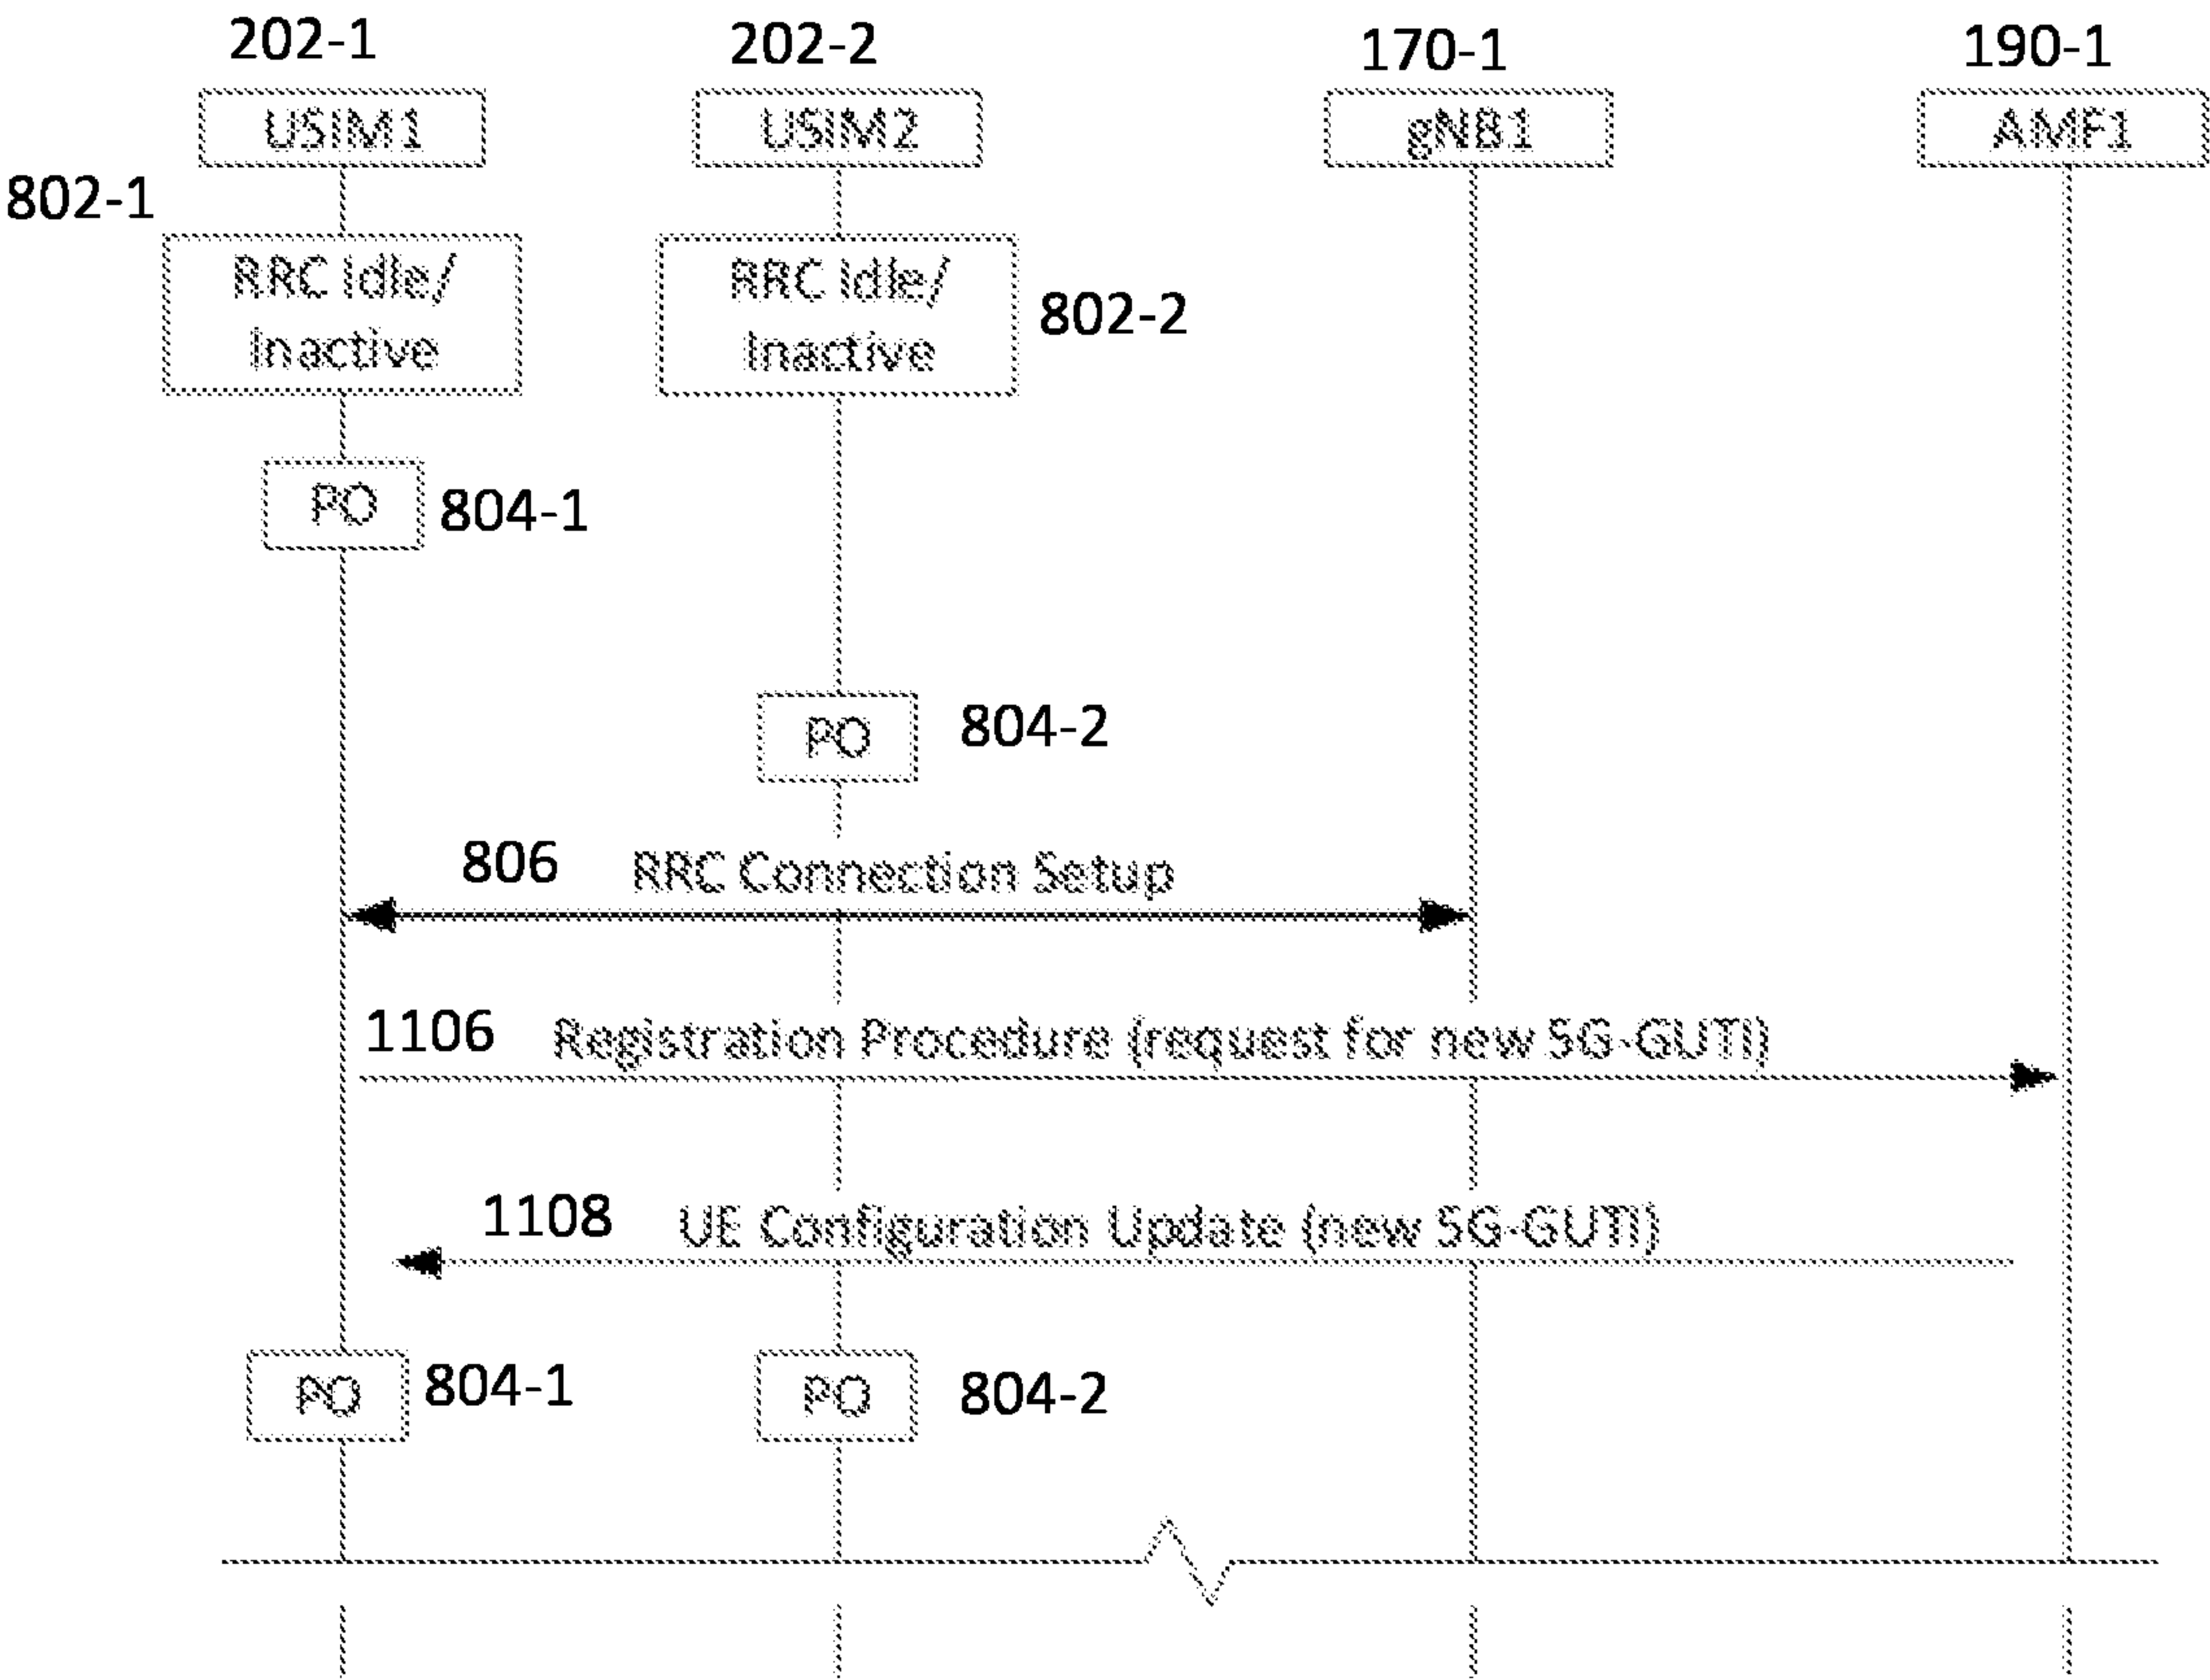 202-1
202-2
170-1
190-1
USIM1
USIM2
gNB1
AMF1
802-1
RRC Idle/
Inactive
RRC Idle/
Inactive
802-2
PO
804-1
PO
804-2
806
RRC Connection Setup
1106
Registration Procedure (request for new 5G-GUTI)
1108
UE Configuration Update (new 5G-GUTI)
PO
804-1
PO
804-2